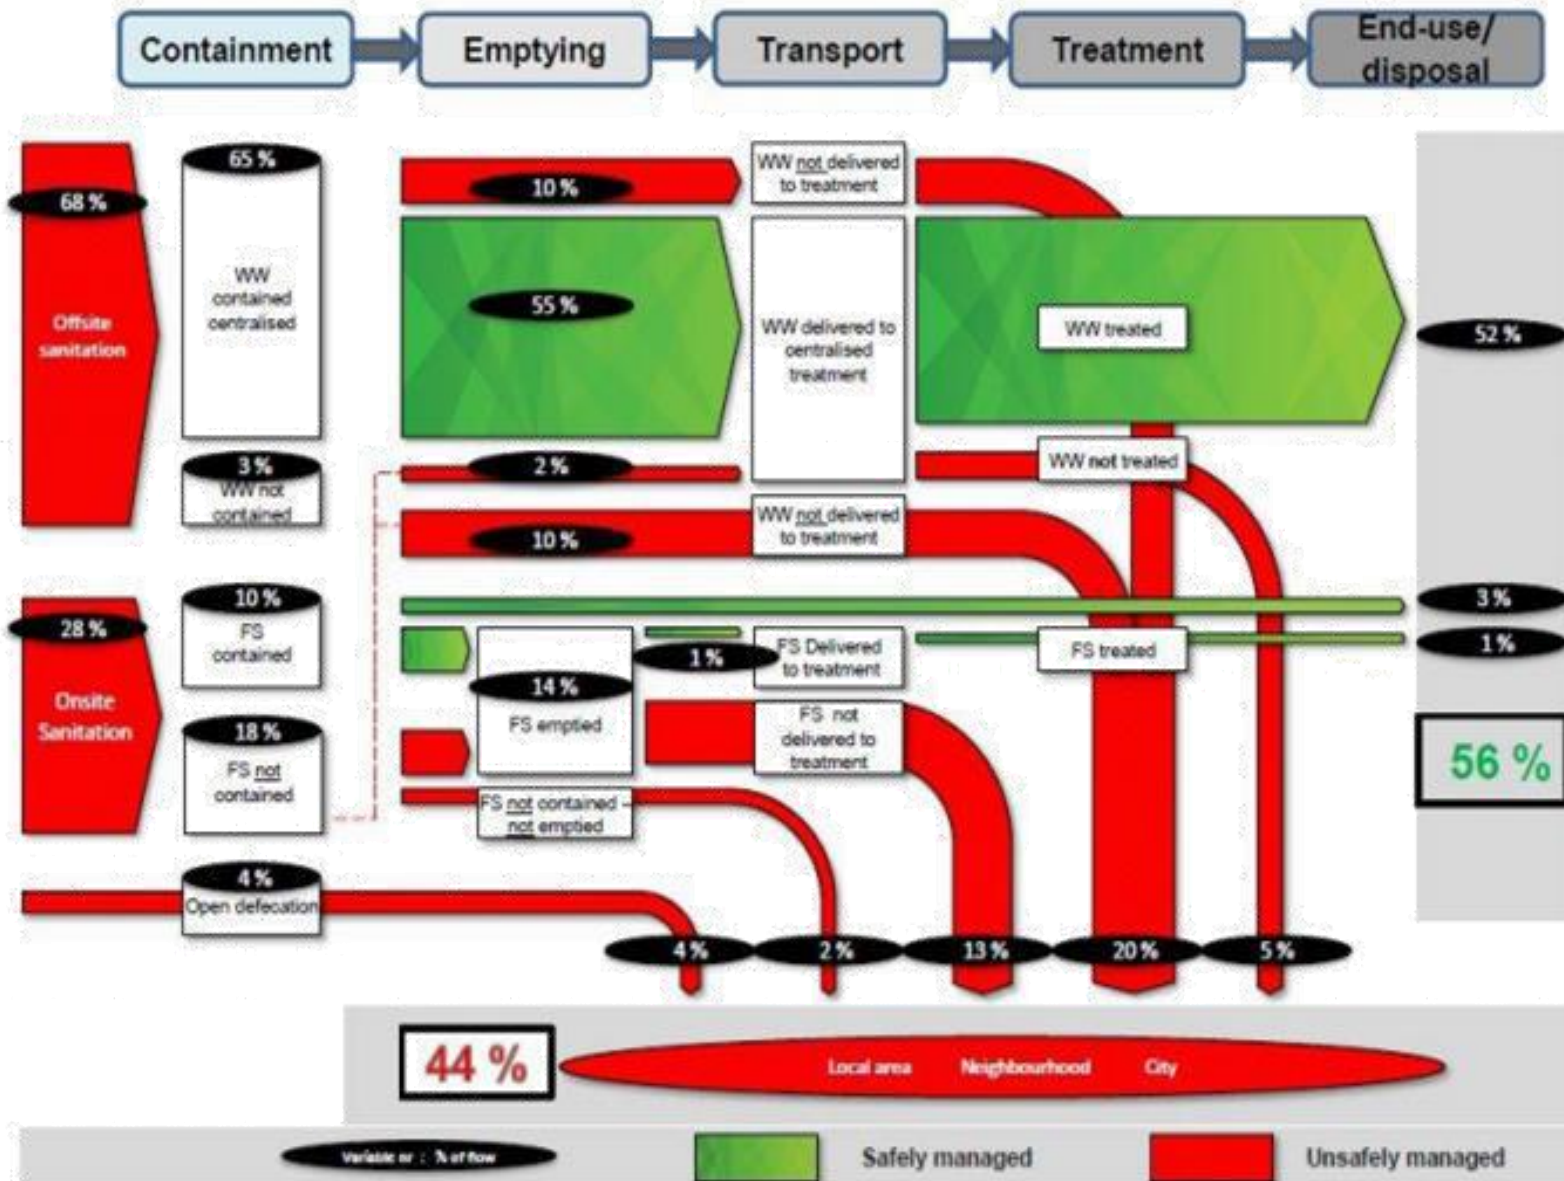 Containment
Emptying
Transport
Treatment
End-use/
disposal
68 %
Offsite
sanitation
65 %
WW
contained
centralised
3 %
WW not
contained
10 %
55 %
2 %
10 %
WW not delivered
to treatment
WW delivered to
centralised
treatment
WW not delivered
to treatment
WW treated
WW not treated
52 %
28 %
Onsite
Sanitation
10 %
FS
contained
18 %
FS not
contained
14 %
FS emptied
FS not contained –
not emptied
1 %
FS Delivered
to treatment
FS not
delivered to
treatment
FS treated
3 %
1 %
56 %
4 %
Open defecation
4 %
2 %
13 %
20 %
5 %
44 %
Local area
Neighbourhood
City
Variable nr : % of flow
Safely managed
Unsafely managed